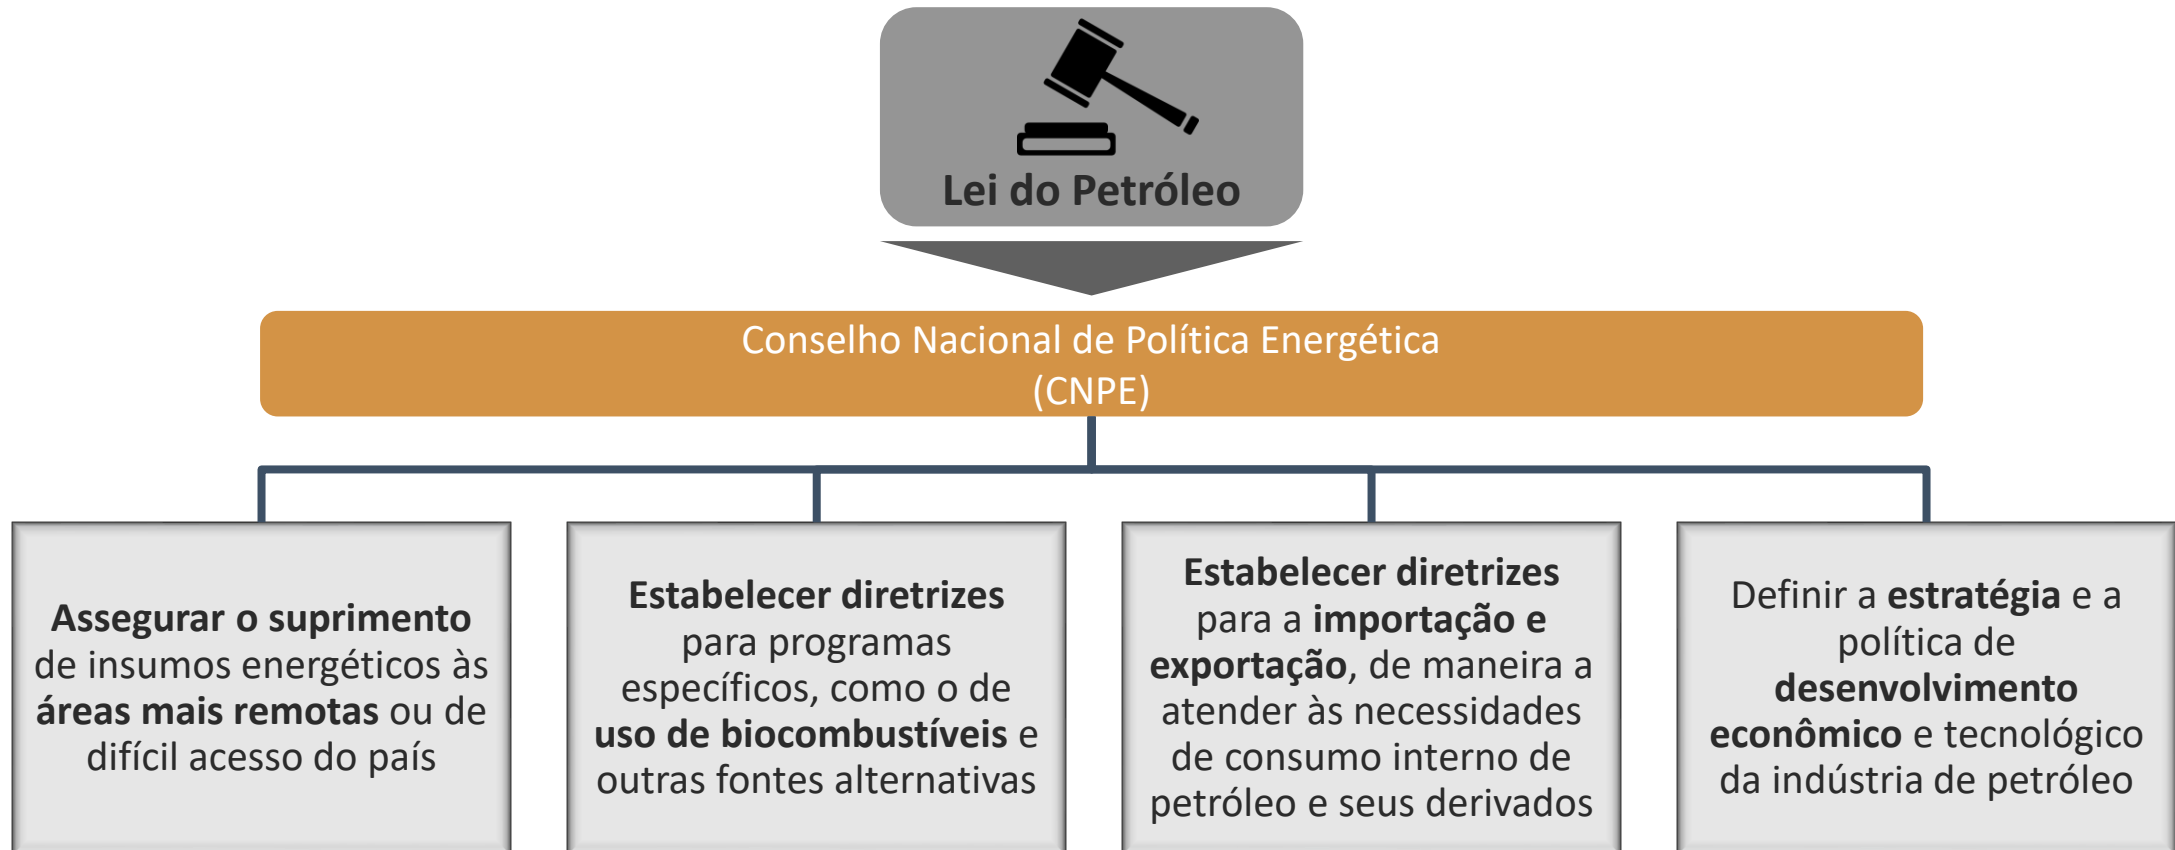 Lei do Petróleo
Conselho Nacional de Política Energética
(CNPE)
Assegurar o suprimento
de insumos energéticos às
áreas mais remotas ou de
difícil acesso do país
Estabelecer diretrizes
para programas
específicos, como o de
uso de biocombustíveis e
outras fontes alternativas
Estabelecer diretrizes
para a importação e
exportação, de maneira a
atender às necessidades
de consumo interno de
petróleo e seus derivados
Definir a estratégia e a
política de
desenvolvimento
econômico e tecnológico
da indústria de petróleo